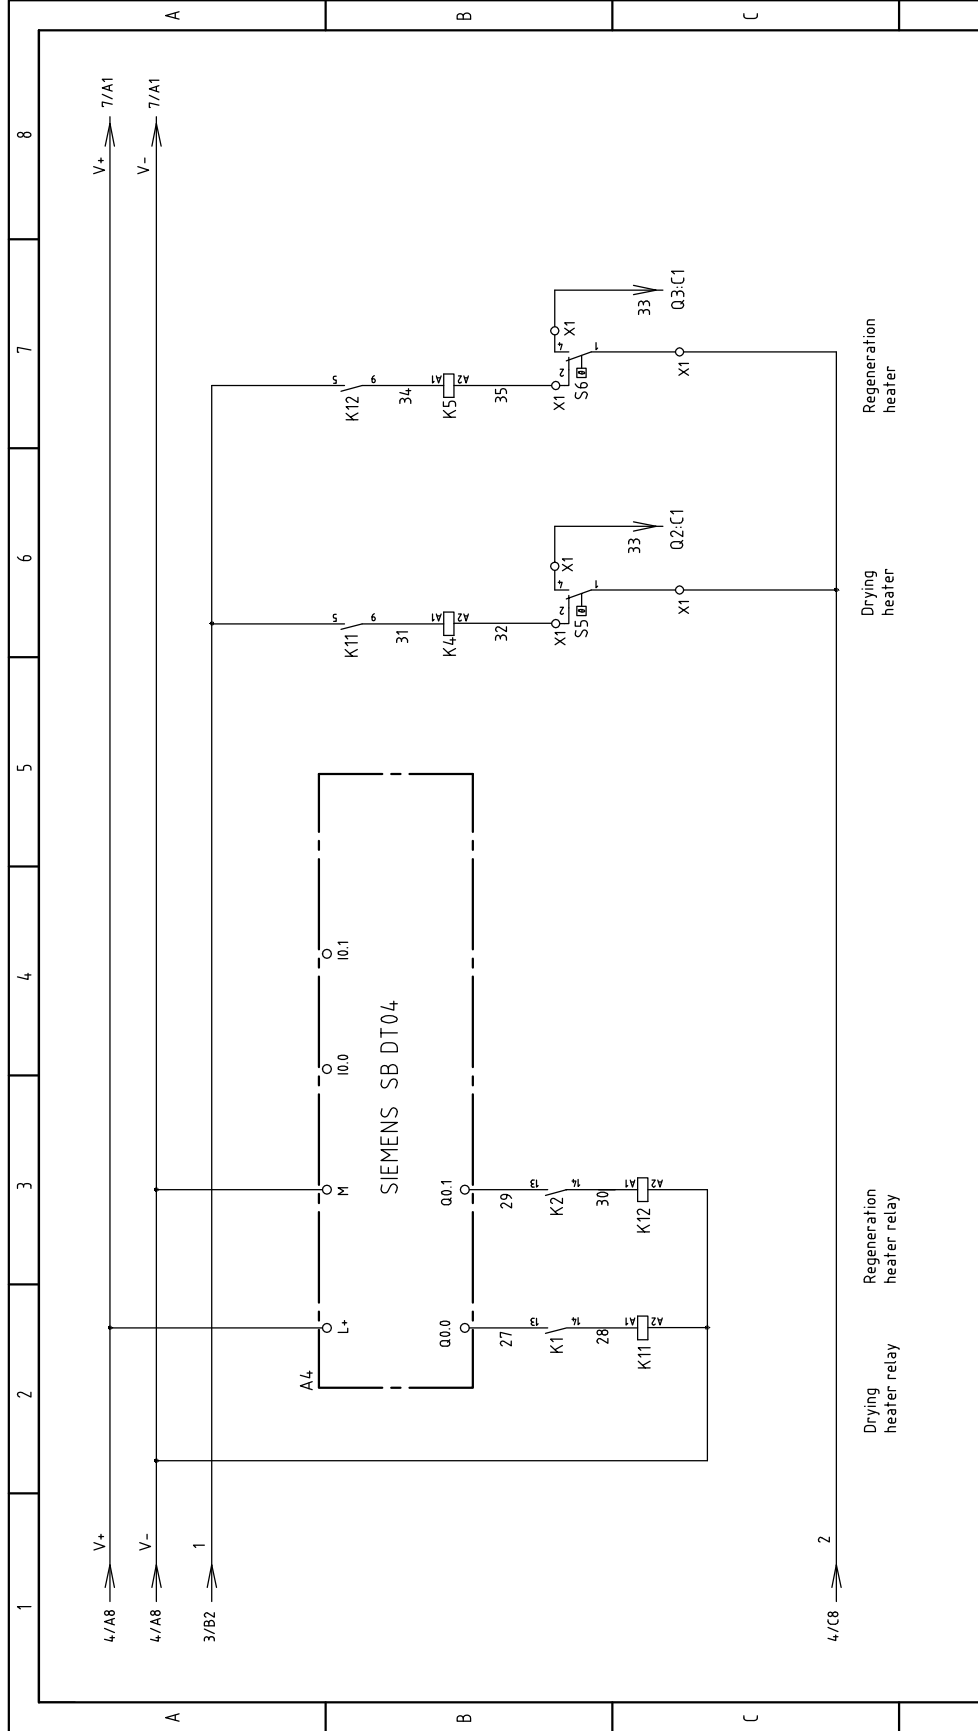 1 2 3 4 5 6 7 8
A A
V+ V+
4/A8 7/A1
V- V-
4/A8 7/A1
1
3/B2
A4
L+ M I0.0 I0.1
SIEMENS SB DT04
Q0.0 Q0.1
B B
5 5
K11 K12
9 9
31 34
A1 A1
K4 K5
A2 A2
32 35
X1 X1
2 2
4 4
X1 X1
S5 S6
1 1
33 33
Q2:C1 Q3:C1
X1 X1
27 29
13 13
K1 K2
14 14
28 30
A1 A1
K11 K12
A2 A2
C C
2
4/C8
Drying
heater relay
Regeneration
heater relay
Drying
heater
Regeneration
heater